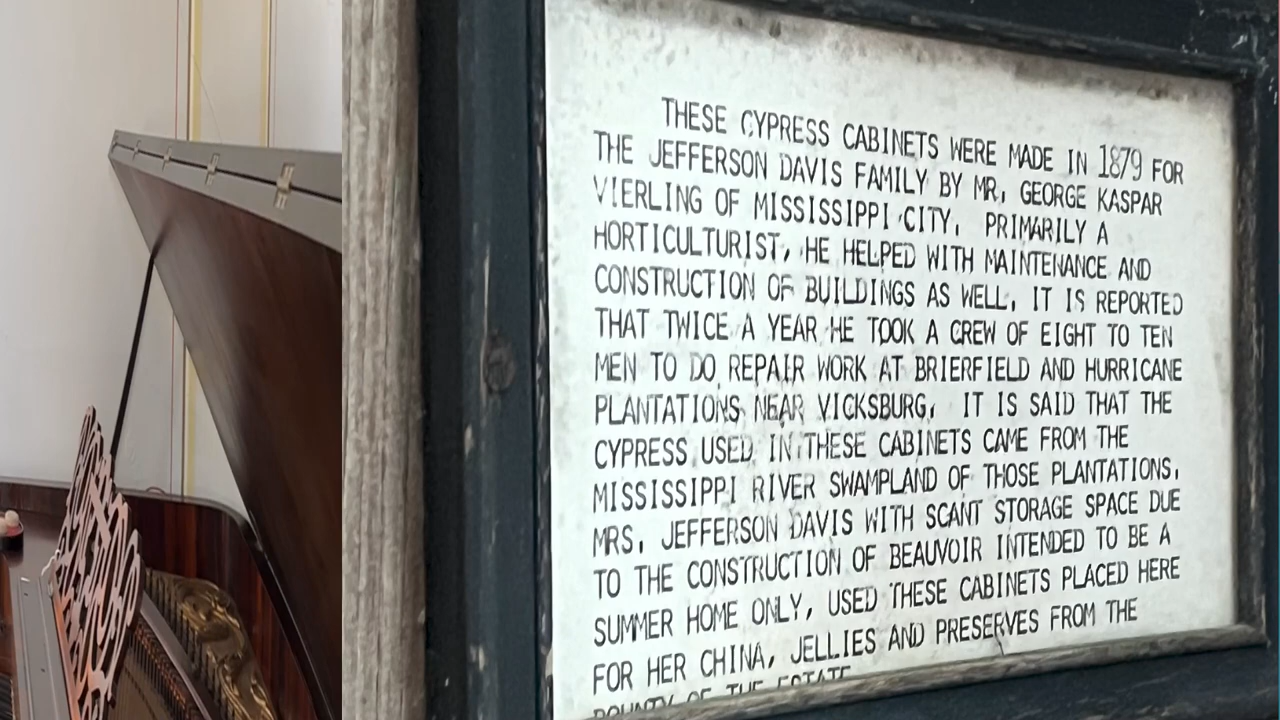 THESE CYPRESS CABINETS WERE MADE IN 1879 FOR
THE JEFFERSON DAVIS FAMILY BY MR, GEORGE KASPAR
VIERLING OF MISSISSIPPI CITY. PRIMARILY A
HORTICULTURIST, HE HELPED WITH MAINTENANCE AND
CONSTRUCTION OF BUILDINGS AS WELL. IT IS REPORTED
THAT TWICE A YEAR HE TOOK A CREW OF EIGHT TO TEN
MEN TO DO REPAIR WORK AT BRIERFIELD AND HURRICANE
PLANTATIONS NEAR VICKSBURG. IT IS SAID THAT THE
CYPRESS USED IN THESE CABINETS CAME FROM THE
MISSISSIPPI RIVER SWAMPLAND OF THOSE PLANTATIONS.
MRS. JEFFERSON DAVIS WITH SCANT STORAGE SPACE DUE
TO THE CONSTRUCTION OF BEAUVOIR INTENDED TO BE A
SUMMER HOME ONLY, USED THESE CABINETS PLACED HERE
FOR HER CHINA, JELLIES AND PRESERVES FROM THE
BOUNTY OF THE ESTATE